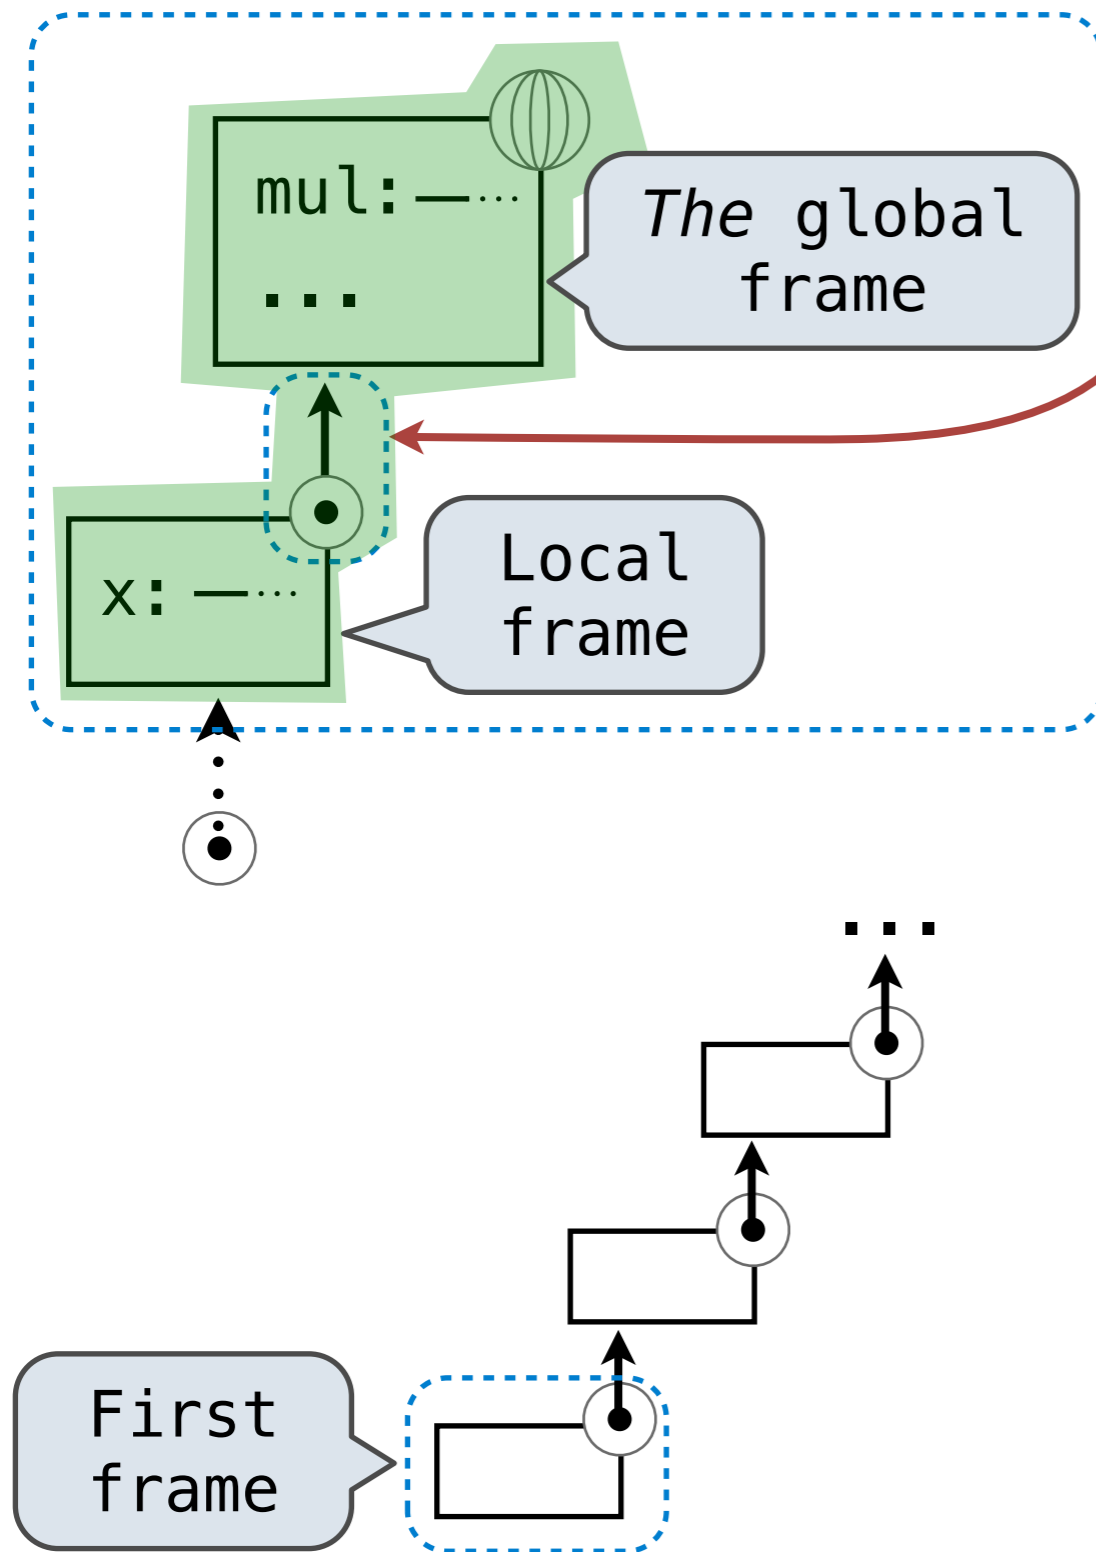 mul: —···
The global
frame
...
Local
frame
x: —···
...
First
frame